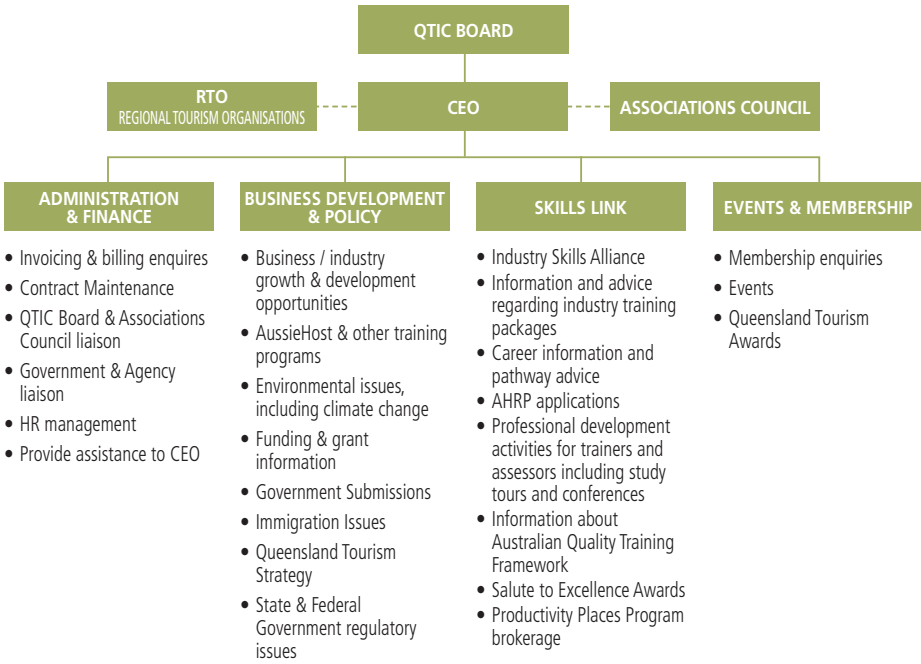 QTIC BOARD
RTO
REGIONAL TOURISM ORGANISATIONS
CEO
ASSOCIATIONS COUNCIL
ADMINISTRATION
& FINANCE
• Invoicing & billing enquires
• Contract Maintenance
• QTIC Board & Associations
Council liaison
• Government & Agency
liaison
• HR management
• Provide assistance to CEO
BUSINESS DEVELOPMENT
& POLICY
• Business / industry
growth & development
opportunities
• AussieHost & other training
programs
• Environmental issues,
including climate change
• Funding & grant
information
• Government Submissions
• Immigration Issues
• Queensland Tourism
Strategy
• State & Federal
Government regulatory
issues
SKILLS LINK
• Industry Skills Alliance
• Information and advice
regarding industry training
packages
• Career information and
pathway advice
• AHRP applications
• Professional development
activities for trainers and
assessors including study
tours and conferences
• Information about
Australian Quality Training
Framework
• Salute to Excellence Awards
• Productivity Places Program
brokerage
EVENTS & MEMBERSHIP
• Membership enquiries
• Events
• Queensland Tourism
Awards